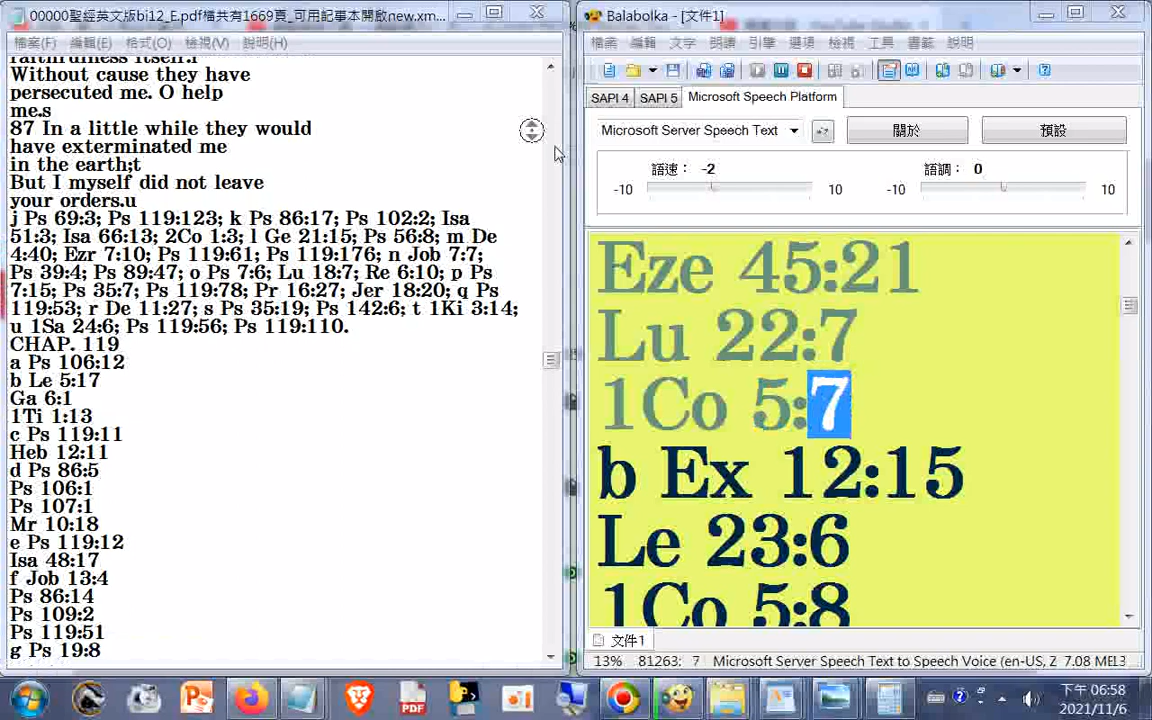 00000聖經英文版bi12_E.pdf檔共有1669頁_可用記事本開啟new.xm...
檔案(F) 編輯(E) 格式(O) 檢視(V) 說明(H)
faithfulness itself.r
Without cause they have
persecuted me. O help
me.s
87 In a little while they would
have exterminated me
in the earth;t
But I myself did not leave
your orders.u
j Ps 69:3; Ps 119:123; k Ps 86:17; Ps 102:2; Isa
51:3; Isa 66:13; 2Co 1:3; l Ge 21:15; Ps 56:8; m De
4:40; Ezr 7:10; Ps 119:61; Ps 119:176; n Job 7:7;
Ps 39:4; Ps 89:47; o Ps 7:6; Lu 18:7; Re 6:10; p Ps
7:15; Ps 35:7; Ps 119:78; Pr 16:27; Jer 18:20; q Ps
119:53; r De 11:27; s Ps 35:19; Ps 142:6; t 1Ki 3:14;
u 1Sa 24:6; Ps 119:56; Ps 119:110.
CHAP. 119
a Ps 106:12
b Le 5:17
Ga 6:1
1Ti 1:13
c Ps 119:11
Heb 12:11
d Ps 86:5
Ps 106:1
Ps 107:1
Mr 10:18
e Ps 119:12
Isa 48:17
f Job 13:4
Ps 86:14
Ps 109:2
Ps 119:51
g Ps 19:8
Balabolka - [文件1]
檔案 編輯 文字 朗讀 引擎 選項 檢視 工具 書籤 說明
SAPI 4 SAPI 5 Microsoft Speech Platform
Microsoft Server Speech Text 關於 預設
語速： -2 語調： 0
-10 10 -10 10
Eze 45:21
Lu 22:7
1Co 5:7
b Ex 12:15
Le 23:6
1Co 5:8
文件1
13% 81263: 7 Microsoft Server Speech Text to Speech Voice (en-US, Z 7.08 ME
PDF
下午 06:58
2021/11/6